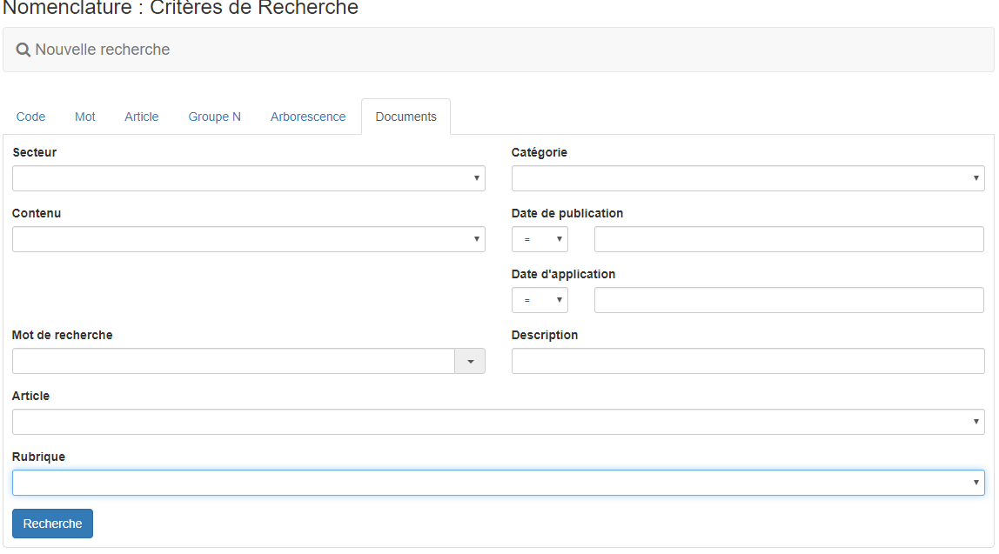 Nomenclature : Critères de Recherche
Nouvelle recherche
Code Mot Article Groupe N Arborescence Documents
Secteur Catégorie
Contenu Date de publication
=
Date d'application
=
Mot de recherche Description
Article
Rubrique
Recherche